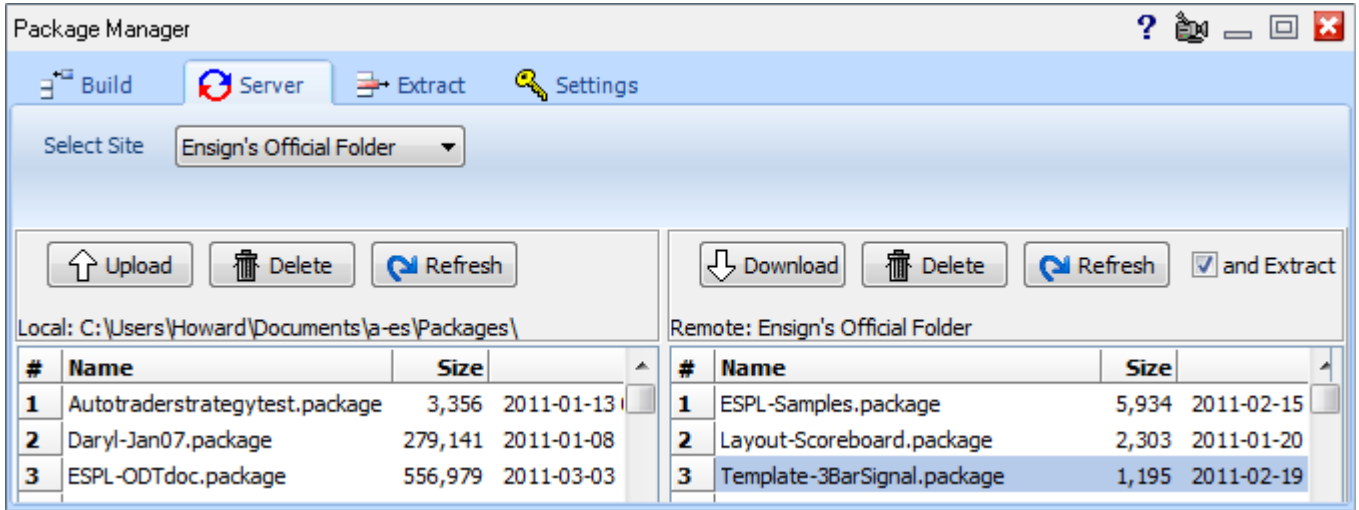 Package Manager ?
Build Server Extract Settings
Select Site Ensign's Official Folder
Upload Delete Refresh
Local: C:\Users\Howard\Documents\a-es\Packages\
# Name Size
1 Autotraderstrategytest.package 3,356 2011-01-13
2 Daryl-Jan07.package 279,141 2011-01-08
3 ESPL-ODTdoc.package 556,979 2011-03-03
Download Delete Refresh and Extract
Remote: Ensign's Official Folder
# Name Size
1 ESPL-Samples.package 5,934 2011-02-15
2 Layout-Scoreboard.package 2,303 2011-01-20
3 Template-3BarSignal.package 1,195 2011-02-19